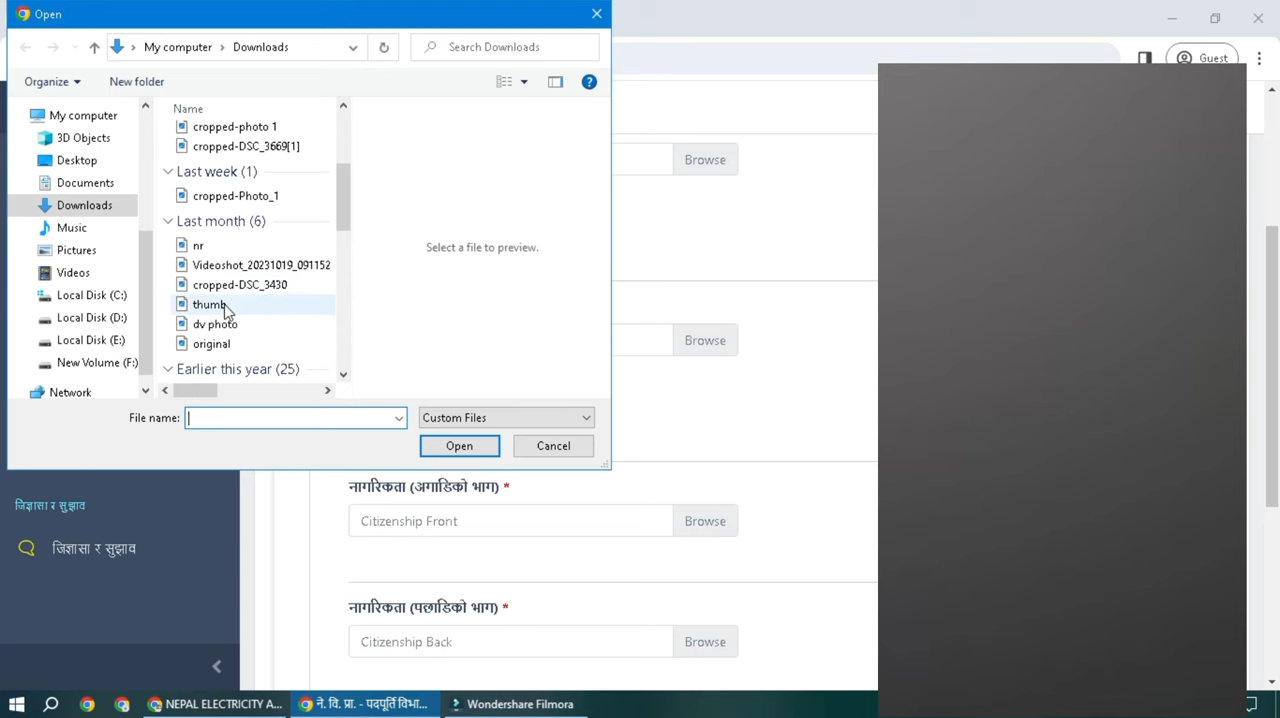 Open
My computer
Downloads
Search Downloads
Organize
New folder
My computer
3D Objects
Desktop
Documents
Downloads
Music
Pictures
Videos
Local Disk (C:)
Local Disk (D:)
Local Disk (E:)
New Volume (F:)
Network
Name
cropped-photo 1
cropped-DSC_3669[1]
Last week (1)
cropped-Photo_1
Last month (6)
nr
Videoshot_20231019_091152
cropped-DSC_3430
thumb
dv photo
original
Earlier this year (25)
Select a file to preview.
File name:
Custom Files
Open
Cancel
Guest
Browse
Browse
नागरिकता (अगाडिको भाग) *
Citizenship Front
Browse
नागरिकता (पछाडिको भाग) *
Citizenship Back
Browse
जिज्ञासा र सुझाव
जिज्ञासा र सुझाव
NEPAL ELECTRICITY A...
ने. वि. प्रा. - पदपूर्ति विभा...
Wondershare Filmora